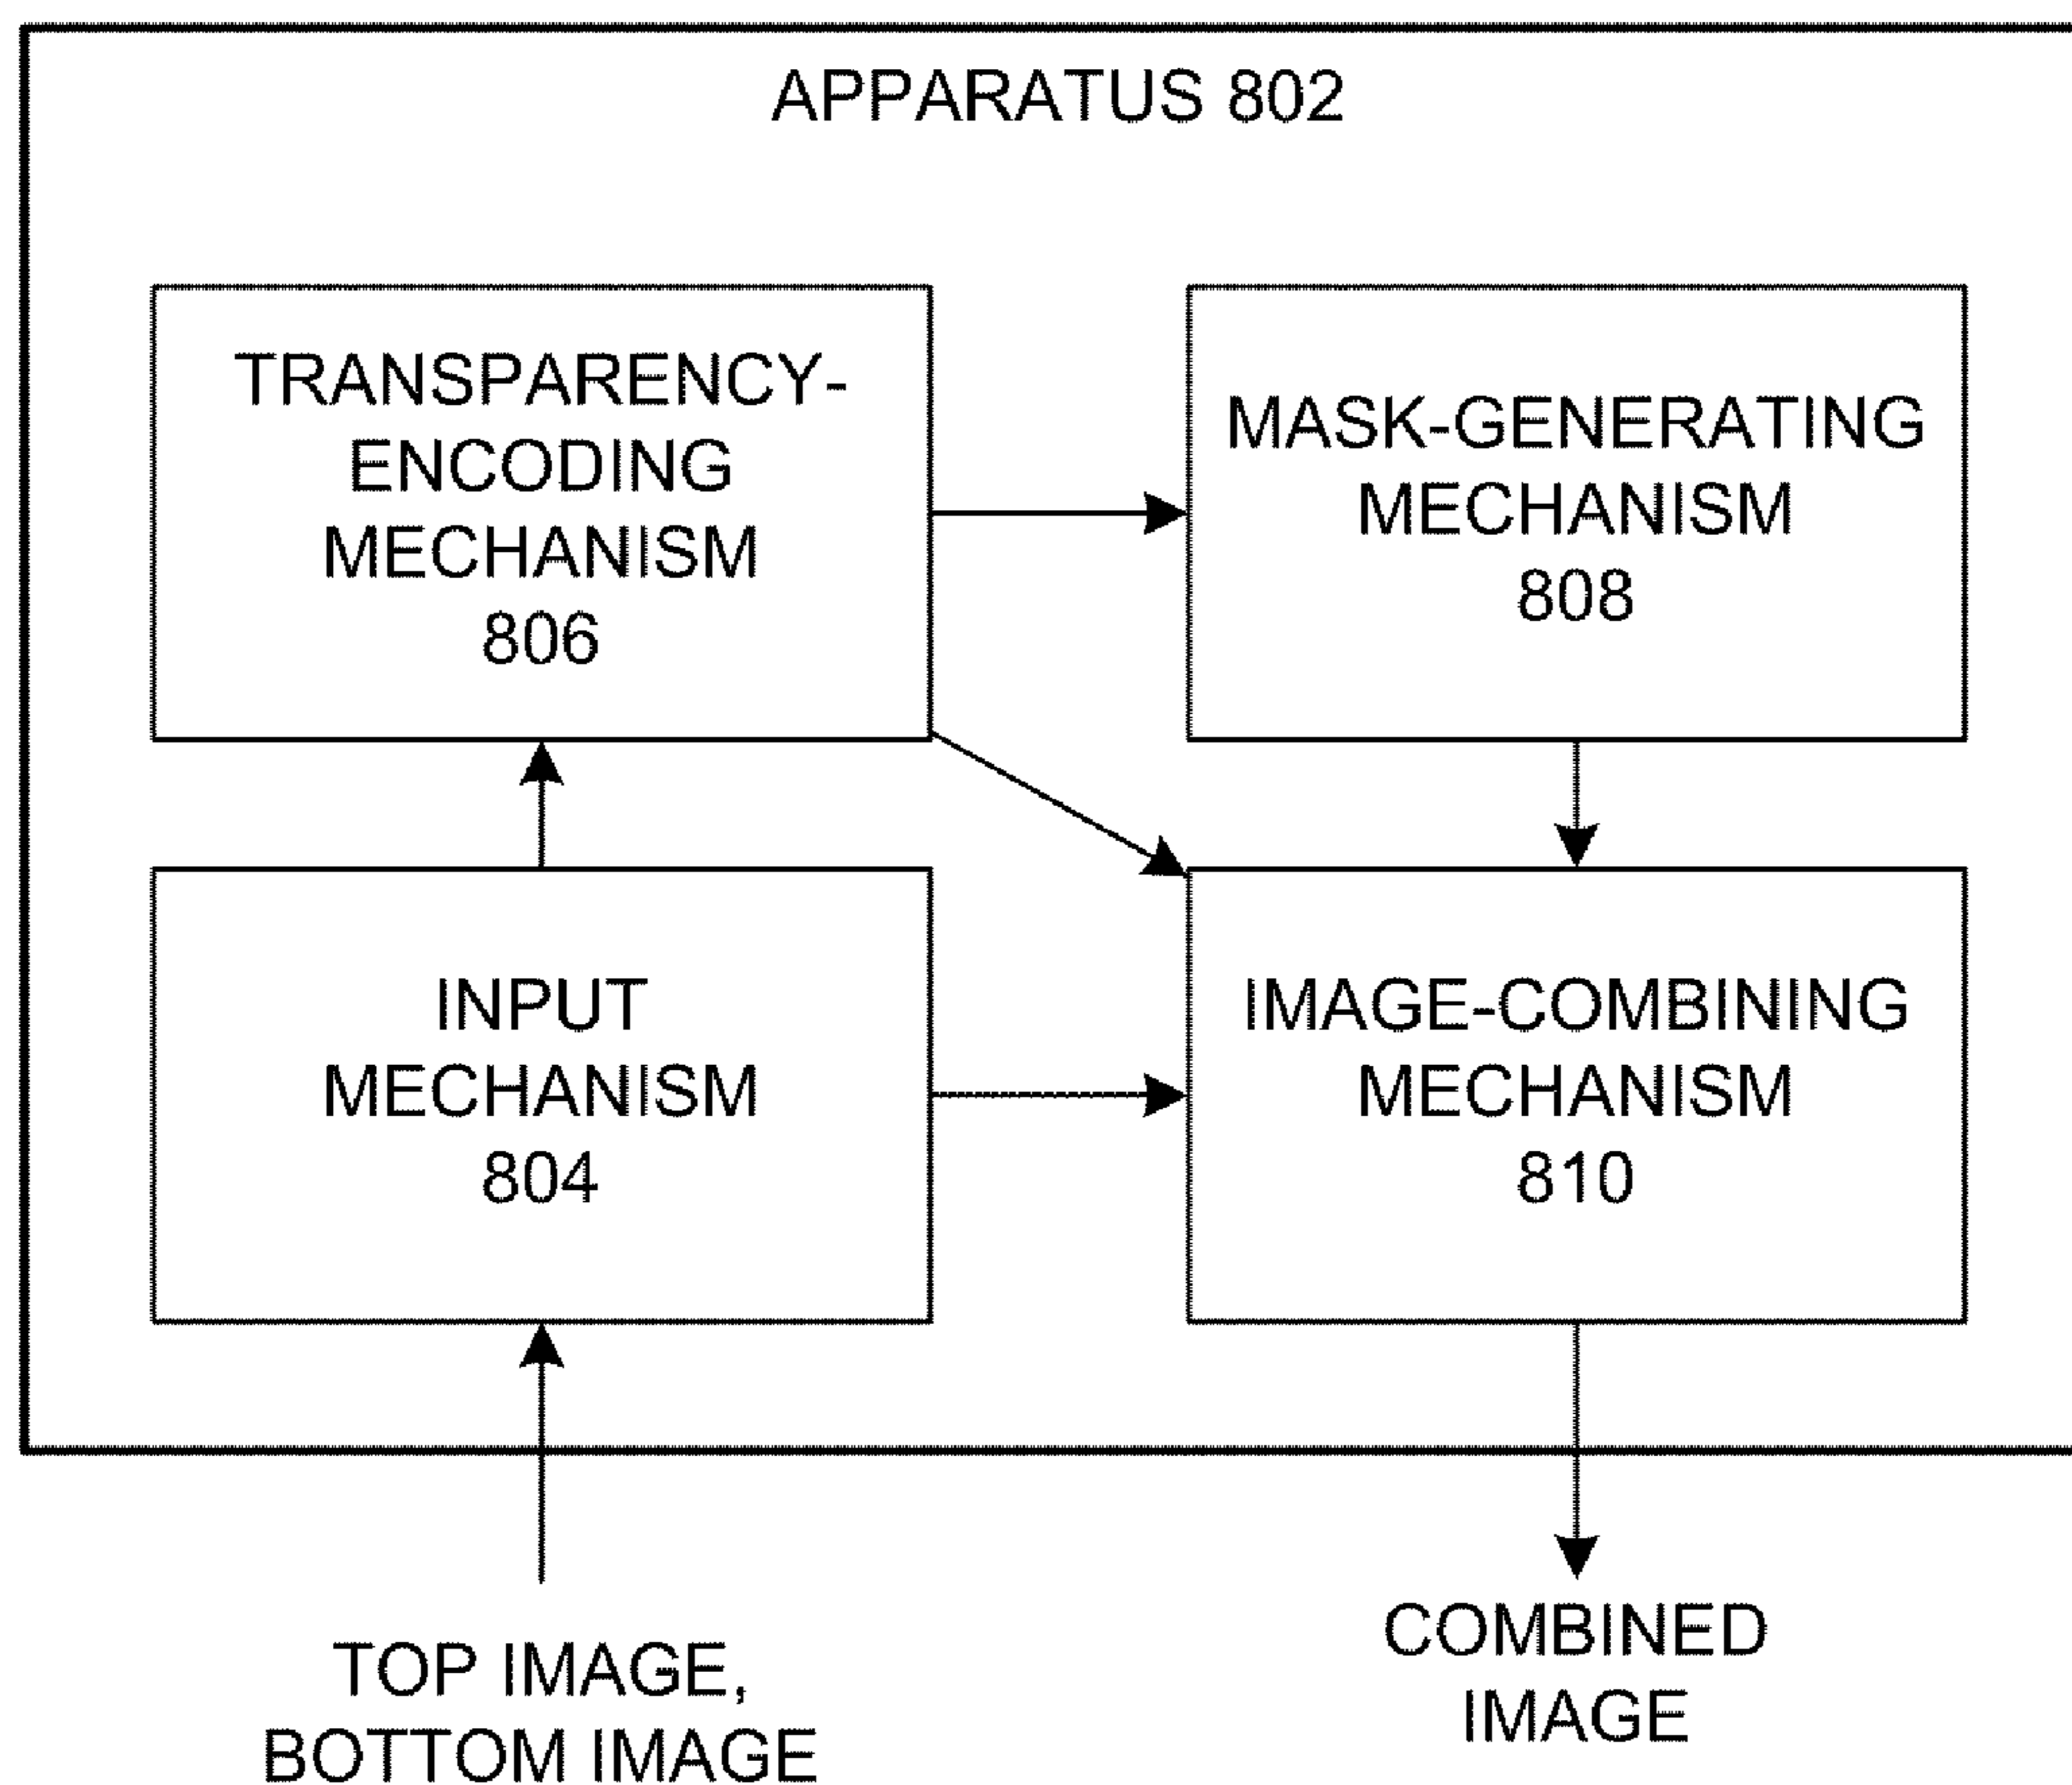 APPARATUS 802
TRANSPARENCY-
ENCODING
MECHANISM
806
MASK-GENERATING
MECHANISM
808
INPUT
MECHANISM
804
IMAGE-COMBINING
MECHANISM
810
TOP IMAGE,
BOTTOM IMAGE
COMBINED
IMAGE